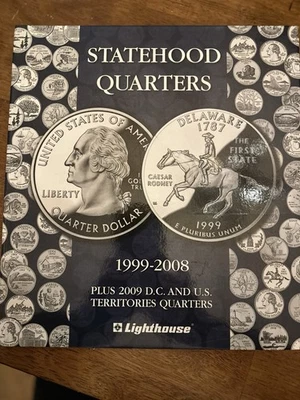 STATEHOOD
QUARTERS
UNITED STATES OF AMERICA
LIBERTY
QUARTER DOLLAR
DELAWARE
1787
THE
FIRST
STATE
CAESAR
RODNEY
1999
E PLURIBUS UNUM
1999-2008
PLUS 2009 D.C. AND U.S.
TERRITORIES QUARTERS
Lighthouse